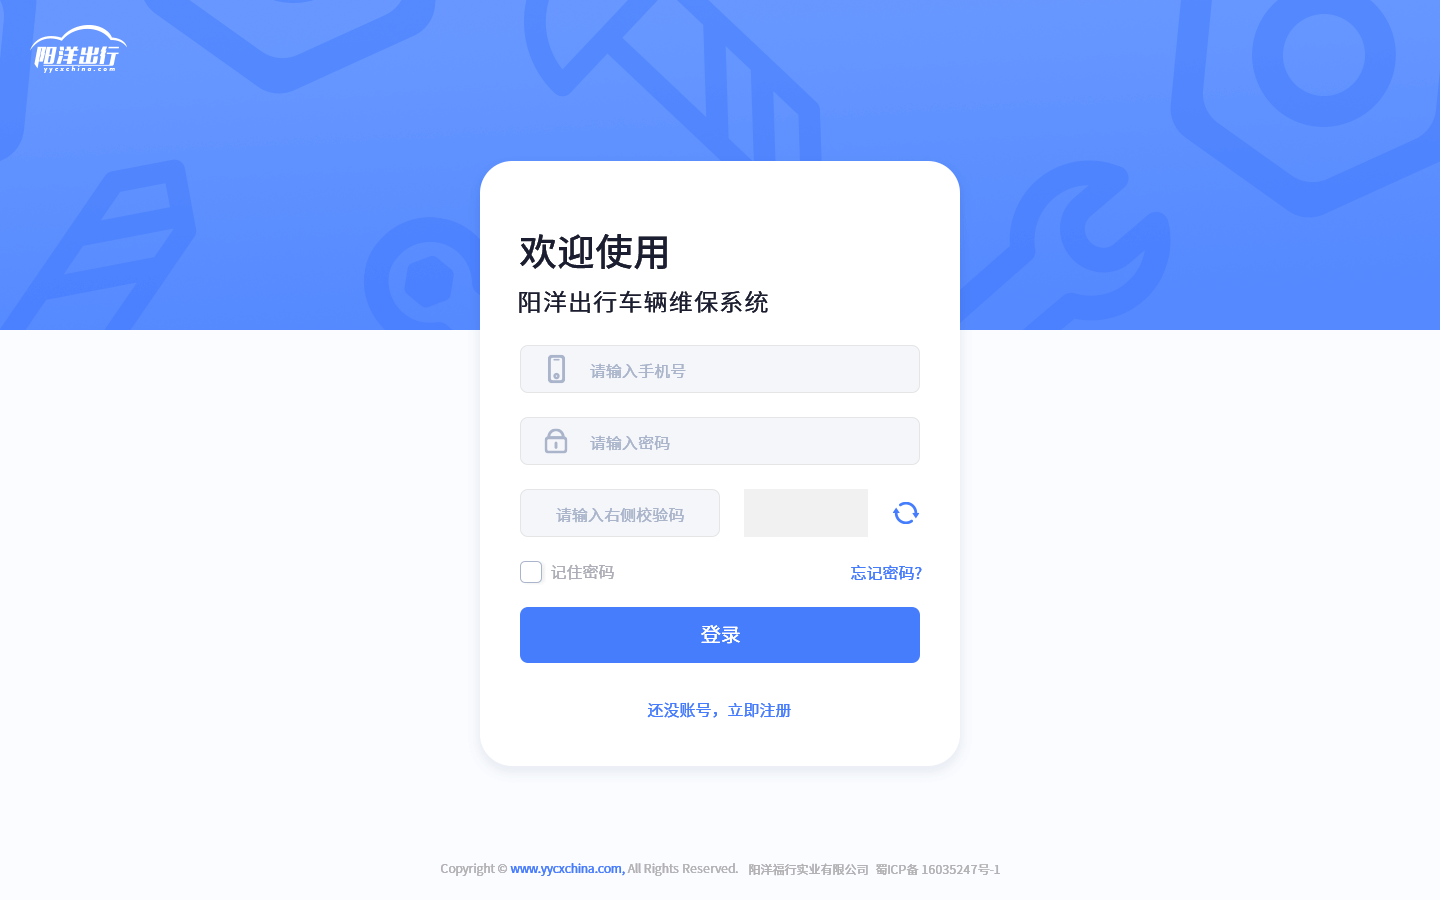 阳洋出行
yycxchina.com
欢迎使用
阳洋出行车辆维保系统
请输入手机号
请输入密码
请输入右侧校验码
记住密码
忘记密码?
登录
还没账号，立即注册
Copyright © www.yycxchina.com, All Rights Reserved. 阳洋福行实业有限公司 蜀ICP备 16035247号-1